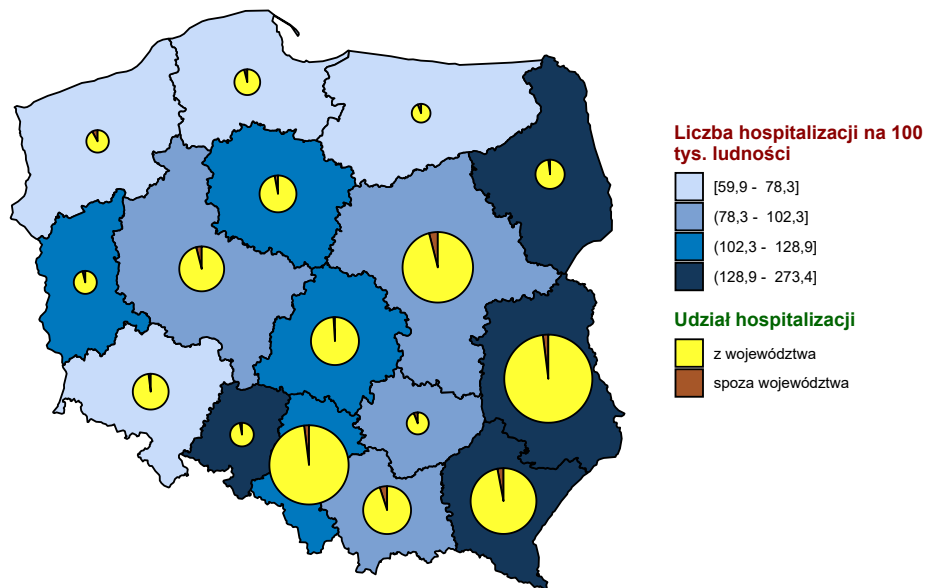 Liczba hospitalizacji na 100
tys. ludności
[59,9 - 78,3]
(78,3 - 102,3]
(102,3 - 128,9]
(128,9 - 273,4]
Udział hospitalizacji
z województwa
spoza województwa